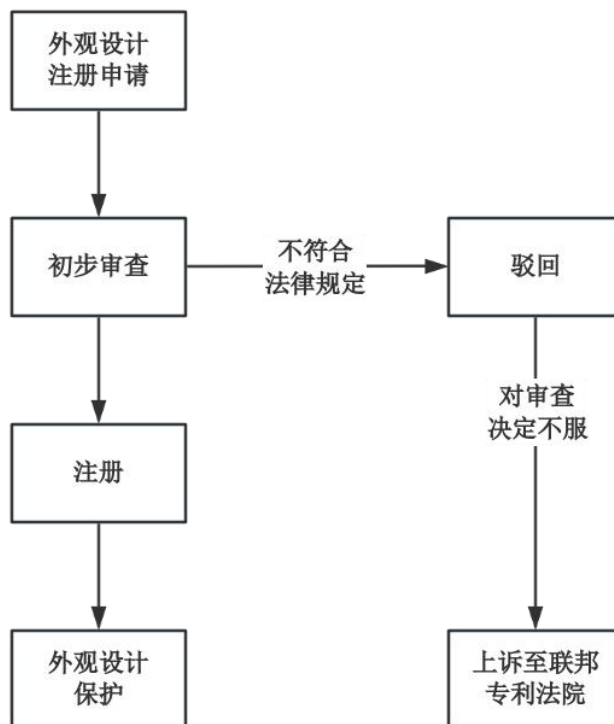 外观设计
注册申请
初步审查
不符合
法律规定
驳回
对审查
决定不服
注册
外观设计
保护
上诉至联邦
专利法院